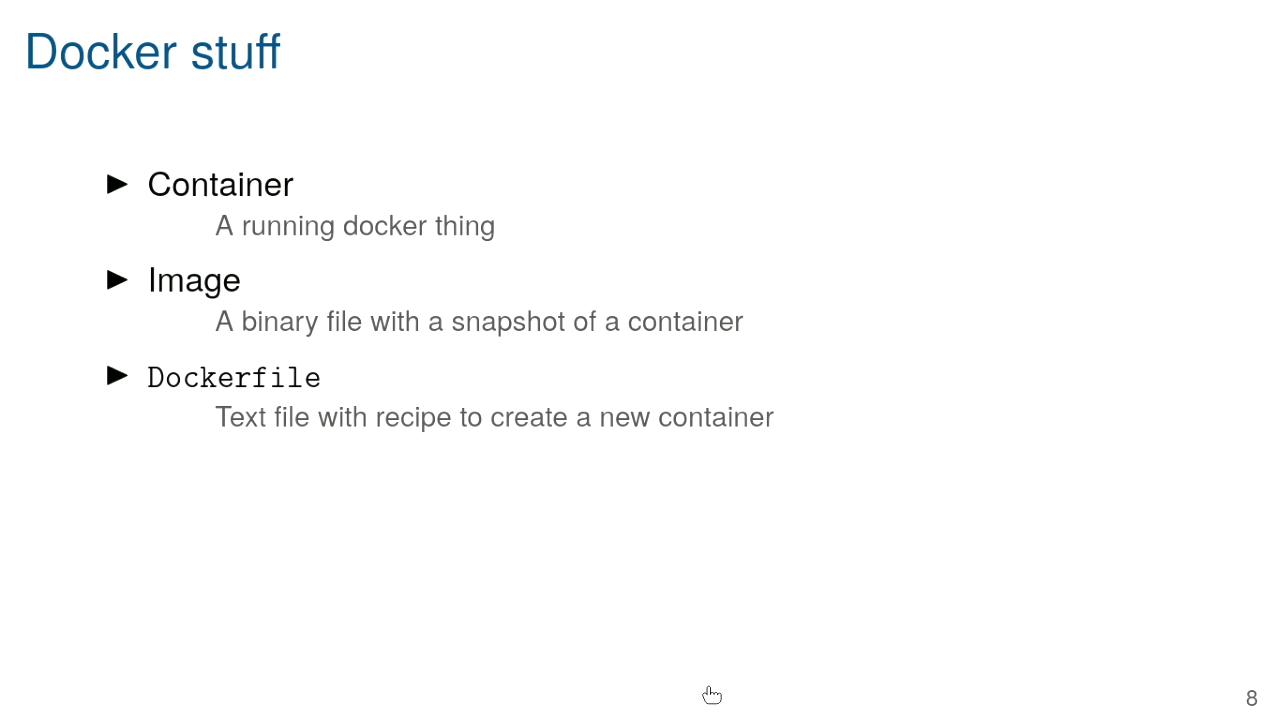 Docker stuff
Container
A running docker thing
Image
A binary file with a snapshot of a container
Dockerfile
Text file with recipe to create a new container
8